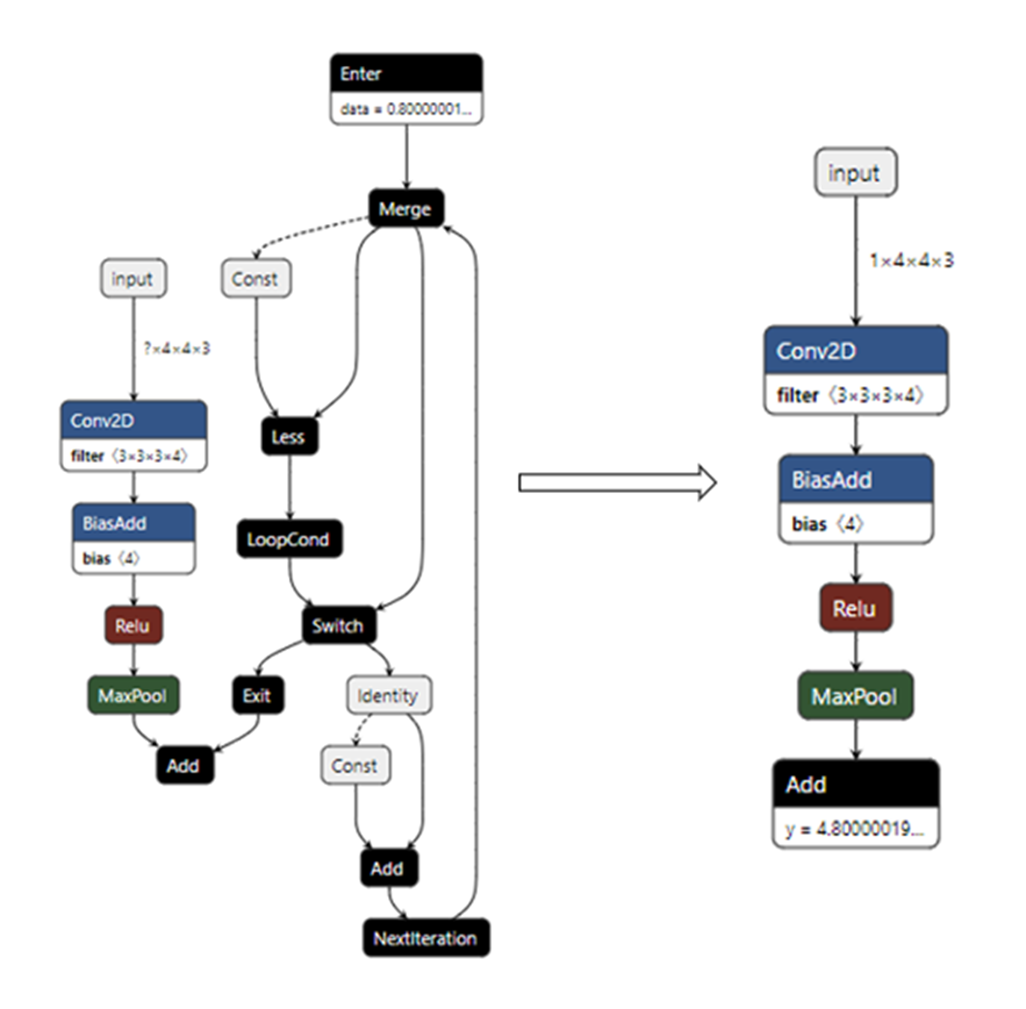 Enter
data = 0.80000001...
Merge
input
Const
?×4×4×3
Conv2D
filter 〈3×3×3×4〉
Less
BiasAdd
bias 〈4〉
LoopCond
Relu
Switch
MaxPool
Exit
Identity
Add
Const
Add
NextIteration
input
1×4×4×3
Conv2D
filter 〈3×3×3×4〉
BiasAdd
bias 〈4〉
Relu
MaxPool
Add
y = 4.80000019...